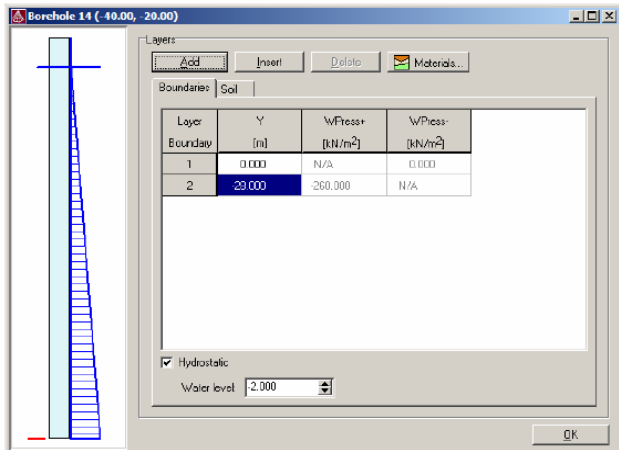 Borehole 14 (-40.00, -20.00)
Layers
Add Insert Delete Materials...
Boundaries Soil
Layer Y WPress+ WPress-
Boundary [m] [kN/m²] [kN/m²]
1 0.000 N/A 0.000
2 -28.000 -260.000 N/A
Hydrostatic
Water level: -2.000
OK